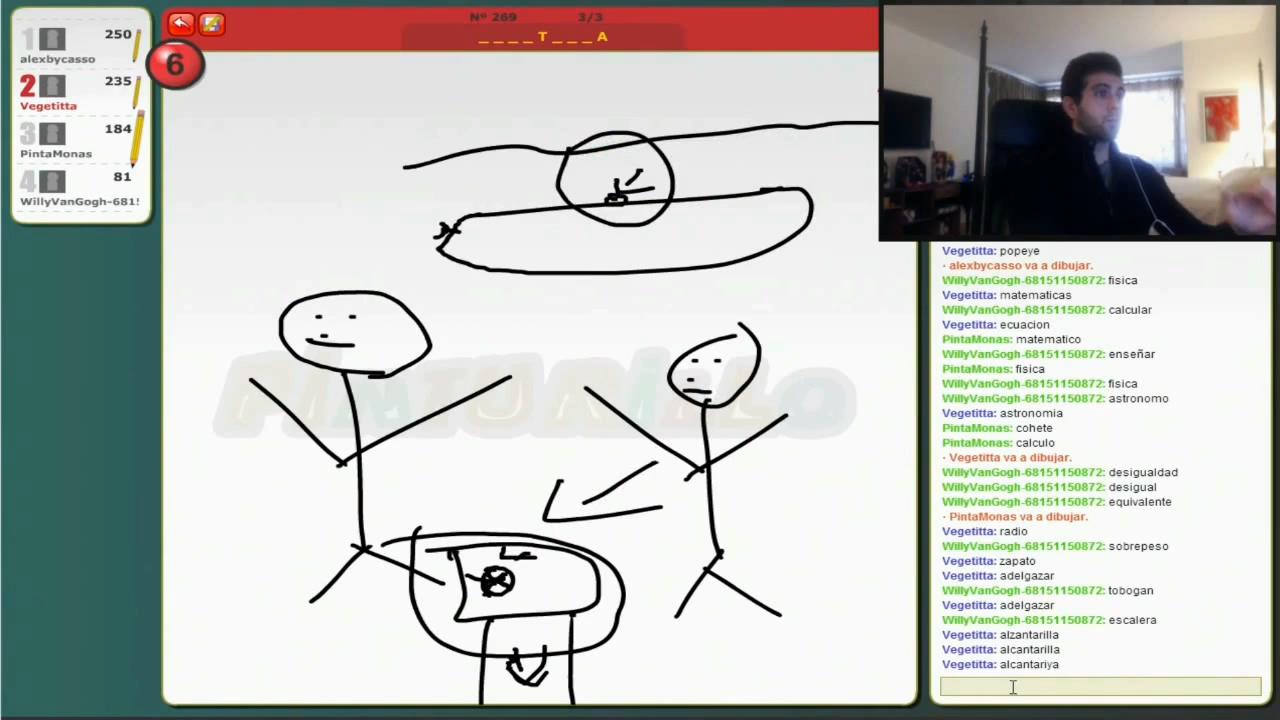 Nº 269 3/3
_ _ _ _ T _ _ _ A
6
1 250
alexbycasso
2 235
Vegetitta
3 184
PintaMonas
4 81
WillyVanGogh-681!
PINTURILLO
Vegetitta: popeye
· alexbycasso va a dibujar.
WillyVanGogh-68151150872: fisica
Vegetitta: matematicas
WillyVanGogh-68151150872: calcular
Vegetitta: ecuacion
PintaMonas: matematico
WillyVanGogh-68151150872: enseñar
PintaMonas: fisica
WillyVanGogh-68151150872: fisica
WillyVanGogh-68151150872: astronomo
Vegetitta: astronomia
PintaMonas: cohete
PintaMonas: calculo
· Vegetitta va a dibujar.
WillyVanGogh-68151150872: desigualdad
WillyVanGogh-68151150872: desigual
WillyVanGogh-68151150872: equivalente
· PintaMonas va a dibujar.
Vegetitta: radio
WillyVanGogh-68151150872: sobrepeso
Vegetitta: zapato
Vegetitta: adelgazar
WillyVanGogh-68151150872: tobogan
Vegetitta: adelgazar
WillyVanGogh-68151150872: escalera
Vegetitta: alzantarilla
Vegetitta: alcantarilla
Vegetitta: alcantariya